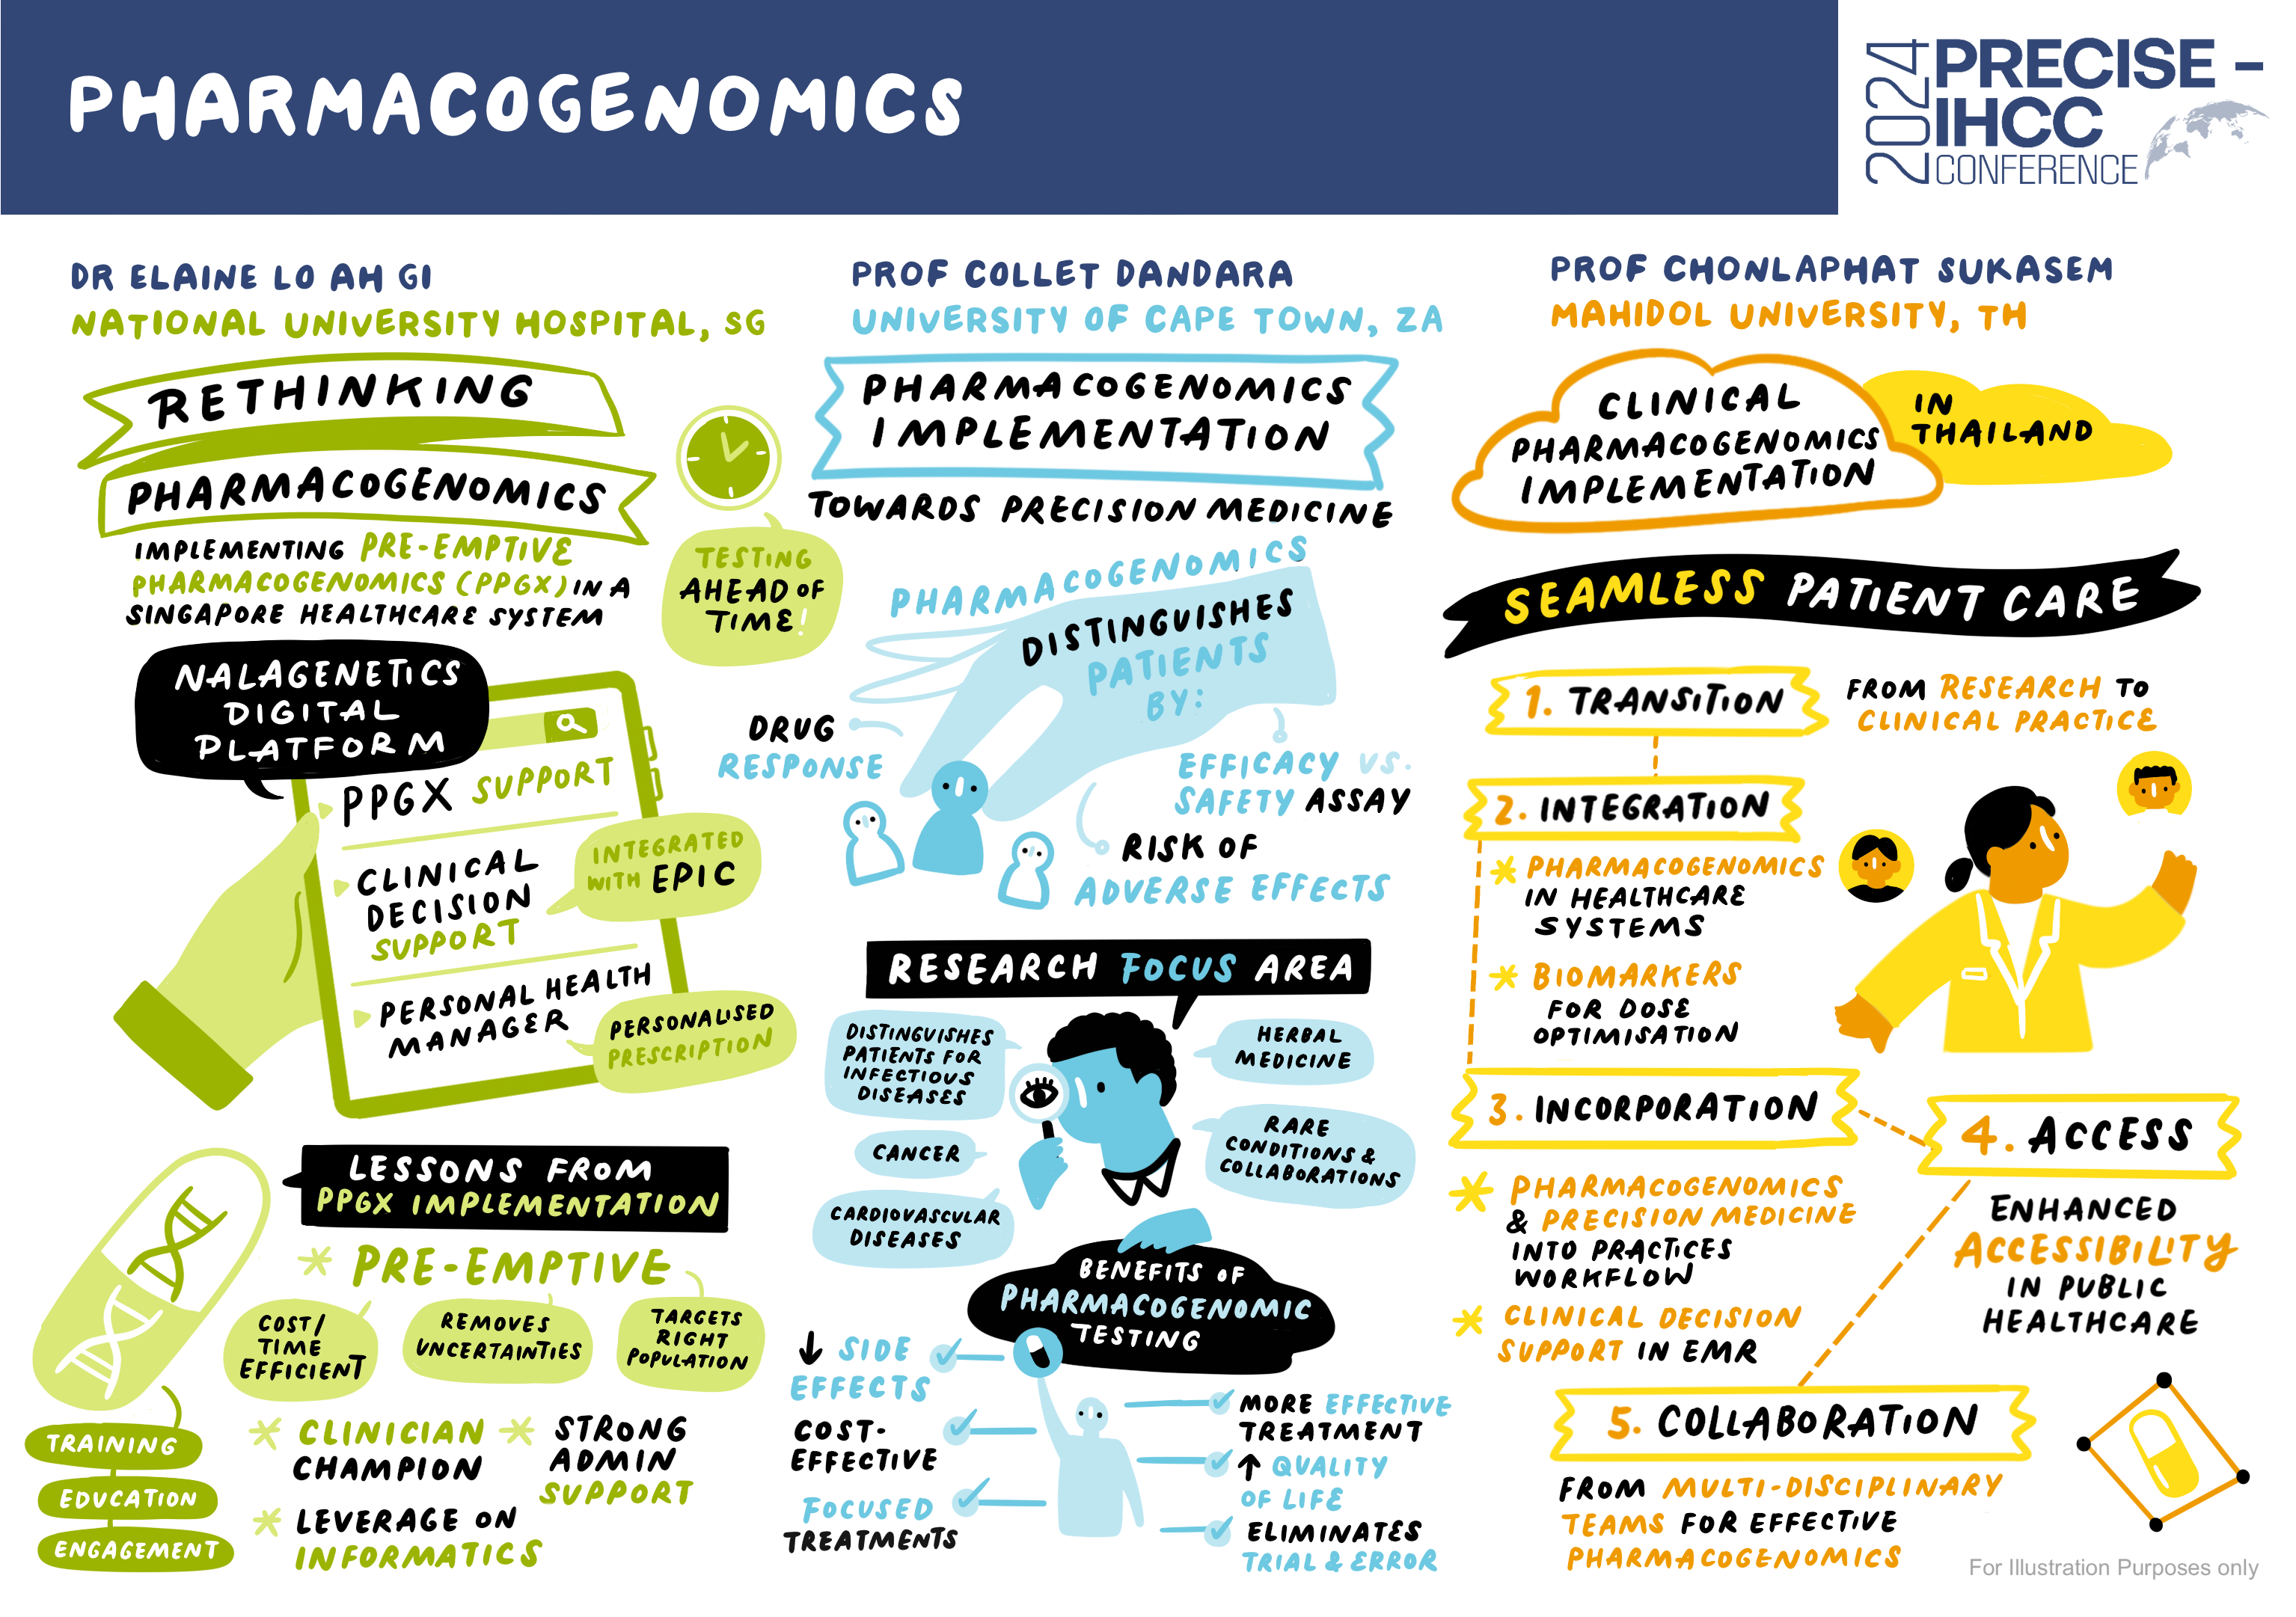 PHARMACOGENOMICS
2024
PRECISE –
IHCC
CONFERENCE
DR ELAINE LO AH GI
NATIONAL UNIVERSITY HOSPITAL, SG
RETHINKING
PHARMACOGENOMICS
IMPLEMENTING PRE-EMPTIVE
PHARMACOGENOMICS (PPGX) IN A
SINGAPORE HEALTHCARE SYSTEM
TESTING
AHEAD OF
TIME!
NALAGENETICS
DIGITAL
PLATFORM
PPGX SUPPORT
CLINICAL
DECISION
SUPPORT
INTEGRATED
WITH EPIC
PERSONAL HEALTH
MANAGER
PERSONALISED
PRESCRIPTION
LESSONS FROM
PPGX IMPLEMENTATION
PRE-EMPTIVE
COST/
TIME
EFFICIENT
REMOVES
UNCERTAINTIES
TARGETS
RIGHT
POPULATION
TRAINING
EDUCATION
ENGAGEMENT
CLINICIAN
CHAMPION
STRONG
ADMIN
SUPPORT
LEVERAGE ON
INFORMATICS
PROF COLLET DANDARA
UNIVERSITY OF CAPE TOWN, ZA
PHARMACOGENOMICS
IMPLEMENTATION
TOWARDS PRECISION MEDICINE
PHARMACOGENOMICS
DISTINGUISHES
PATIENTS
BY:
DRUG
RESPONSE
EFFICACY VS.
SAFETY ASSAY
RISK OF
ADVERSE EFFECTS
RESEARCH FOCUS AREA
DISTINGUISHES
PATIENTS FOR
INFECTIOUS
DISEASES
HERBAL
MEDICINE
CANCER
RARE
CONDITIONS &
COLLABORATIONS
CARDIOVASCULAR
DISEASES
BENEFITS OF
PHARMACOGENOMIC
TESTING
↓ SIDE
EFFECTS
COST-
EFFECTIVE
FOCUSED
TREATMENTS
MORE EFFECTIVE
TREATMENT
↑ QUALITY
OF LIFE
ELIMINATES
TRIAL & ERROR
PROF CHONLAPHAT SUKASEM
MAHIDOL UNIVERSITY, TH
CLINICAL
PHARMACOGENOMICS
IMPLEMENTATION
IN
THAILAND
SEAMLESS PATIENT CARE
1. TRANSITION
FROM RESEARCH TO
CLINICAL PRACTICE
2. INTEGRATION
PHARMACOGENOMICS
IN HEALTHCARE
SYSTEMS
BIOMARKERS
FOR DOSE
OPTIMISATION
3. INCORPORATION
PHARMACOGENOMICS
& PRECISION MEDICINE
INTO PRACTICES
WORKFLOW
CLINICAL DECISION
SUPPORT IN EMR
4. ACCESS
ENHANCED
ACCESSIBILITY
IN PUBLIC
HEALTHCARE
5. COLLABORATION
FROM MULTI-DISCIPLINARY
TEAMS FOR EFFECTIVE
PHARMACOGENOMICS
For Illustration Purposes only